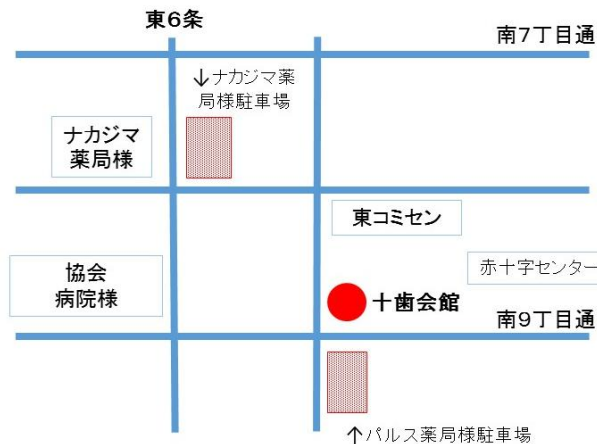 東6条
南7丁目通
↓ナカジマ薬
局様駐車場
ナカジマ
薬局様
東コミセン
協会
病院様
赤十字センター
十歯会館
南9丁目通
↑パルス薬局様駐車場